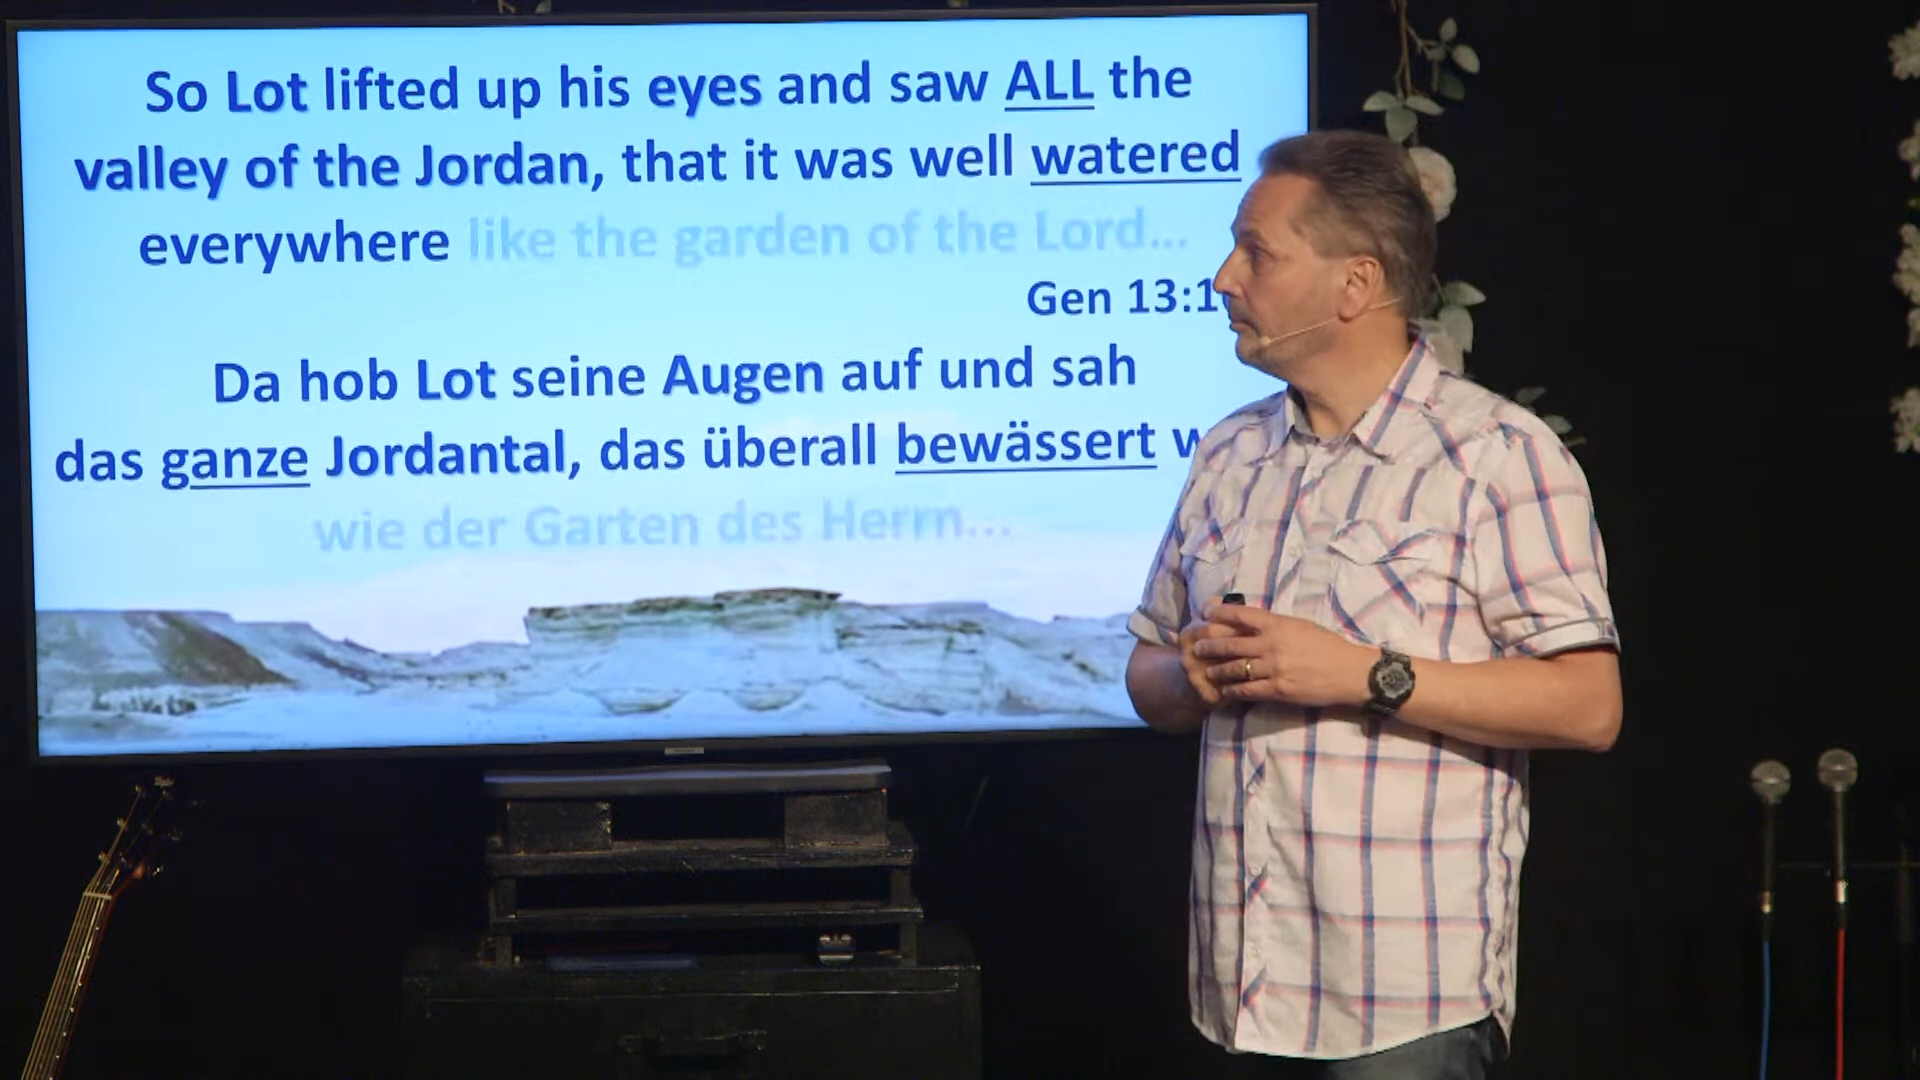 So Lot lifted up his eyes and saw ALL the
valley of the Jordan, that it was well watered
everywhere like the garden of the Lord...
Gen 13:1
Da hob Lot seine Augen auf und sah
das ganze Jordantal, das überall bewässert w
wie der Garten des Herrn...